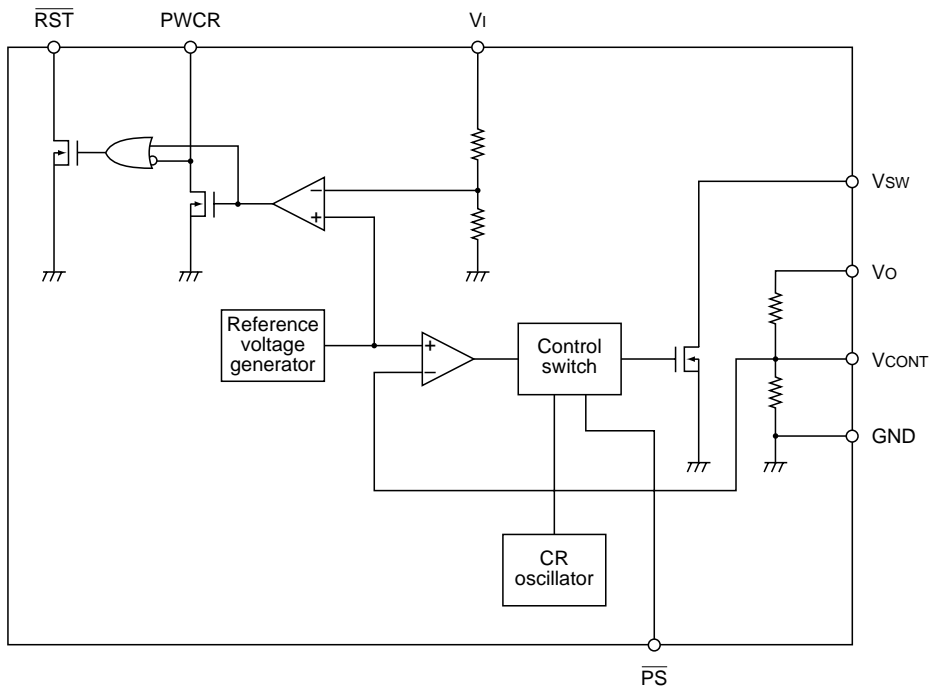 RST PWCR VI
VSW
VO
VCONT
GND
Reference
voltage
generator
Control
switch
CR
oscillator
PS
−
+
+
−